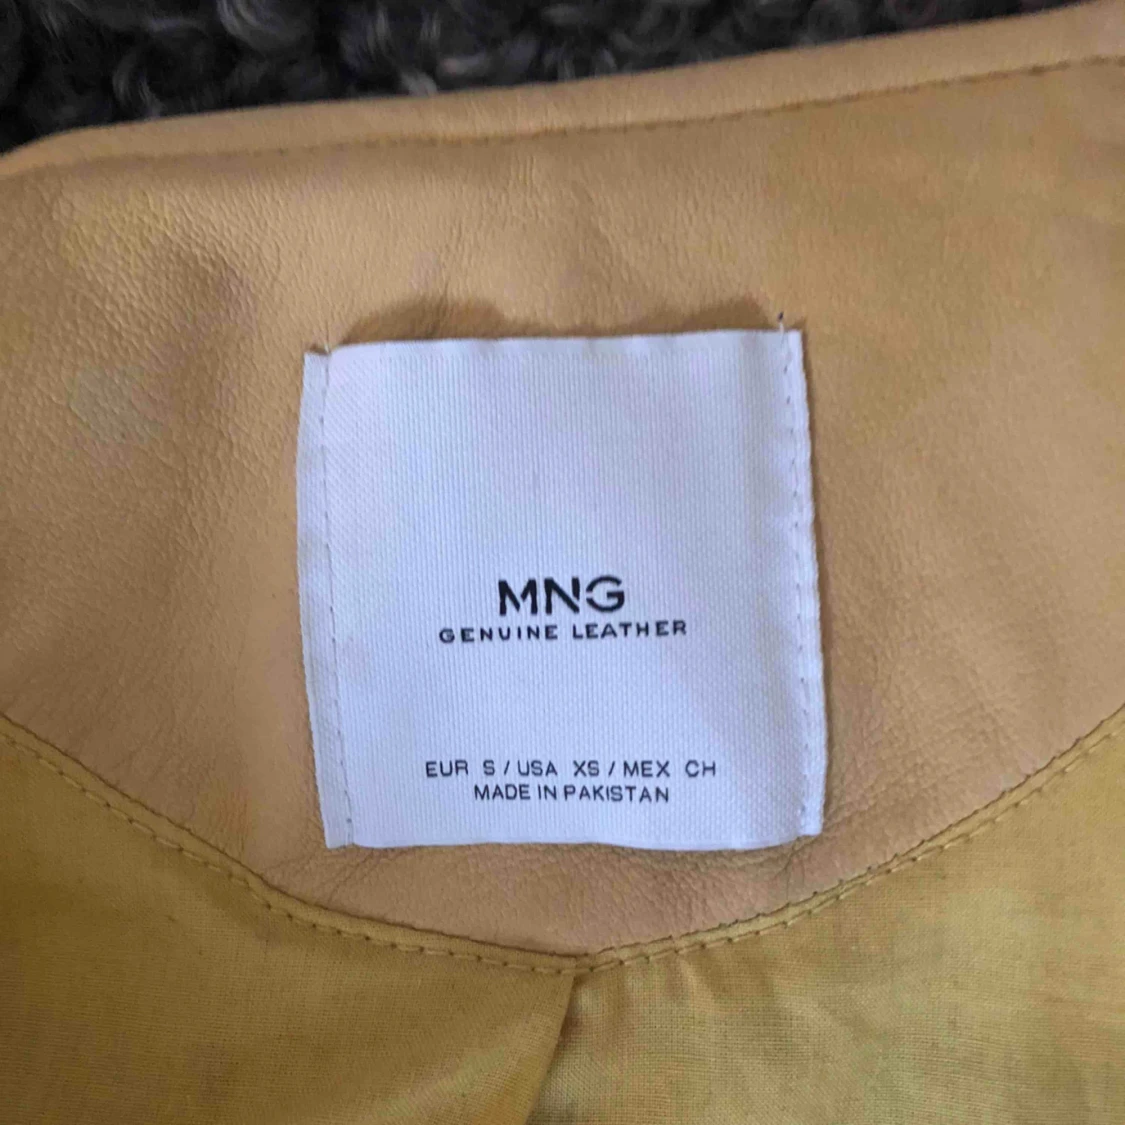 MNG
GENUINE LEATHER
EUR S / USA XS / MEX CH
MADE IN PAKISTAN